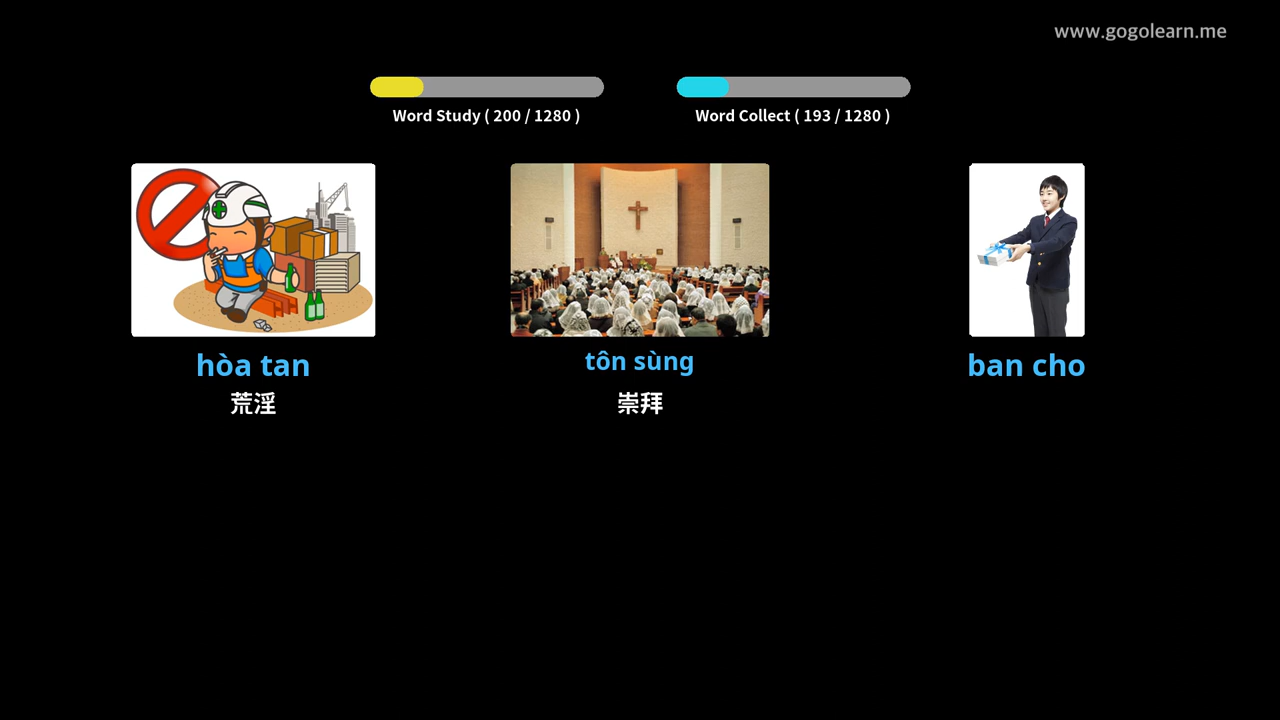 www.gogolearn.me
Word Study ( 200 / 1280 )
Word Collect ( 193 / 1280 )
hòa tan
荒淫
tôn sùng
崇拜
ban cho